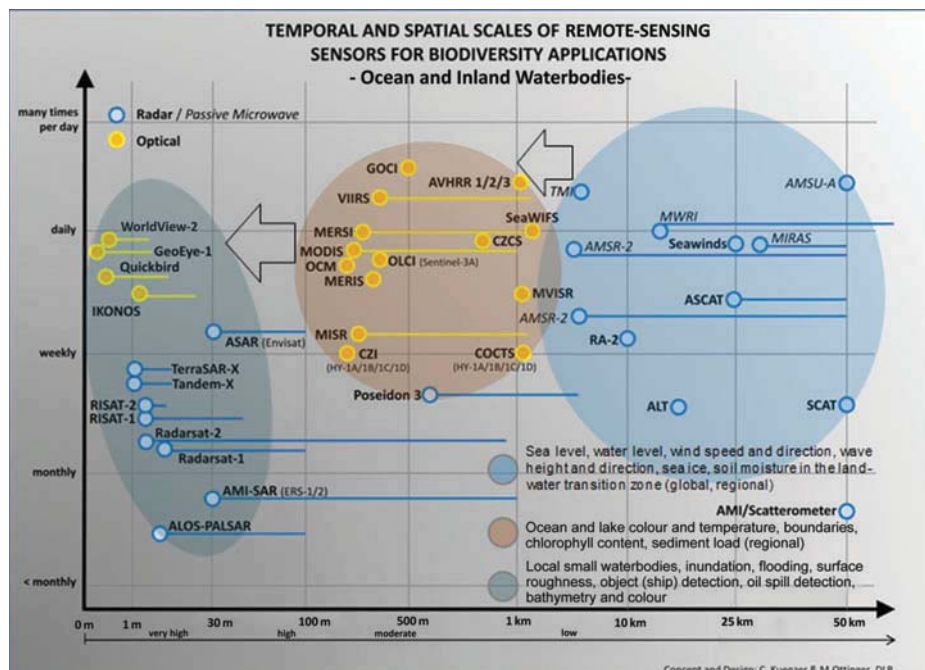 TEMPORAL AND SPATIAL SCALES OF REMOTE-SENSING
SENSORS FOR BIODIVERSITY APPLICATIONS
- Ocean and Inland Waterbodies-
many times
per day
Radar / Passive Microwave
Optical
GOCI
AVHRR 1/2/3
TMI
AMSU-A
VIIRS
SeaWIFS
MWRI
daily
WorldView-2
MERSI
CZCS
Seawinds
MIRAS
GeoEye-1
MODIS
AMSR-2
OCM
OLCI (Sentinel-3A)
Quickbird
MERIS
IKONOS
MVISR
ASCAT
AMSR-2
ASAR (Envisat)
MISR
RA-2
weekly
CZI
(HY-1A/1B/1C/1D)
COCTS
(HY-1A/1B/1C/1D)
TerraSAR-X
Tandem-X
Poseidon 3
RISAT-2
ALT
SCAT
RISAT-1
Radarsat-2
Radarsat-1
monthly
Sea level, water level, wind speed and direction, wave
height and direction, sea ice, soil moisture in the land-
water transition zone (global, regional)
AMI-SAR (ERS-1/2)
AMI/Scatterometer
ALOS-PALSAR
Ocean and lake colour and temperature, boundaries,
chlorophyll content, sediment load (regional)
Local small waterbodies, inundation, flooding, surface
roughness, object (ship) detection, oil spill detection,
bathymetry and colour
< monthly
0 m 1 m 30 m 100 m 500 m 1 km 10 km 25 km 50 km
very high high moderate low
Concept and Design: C. Kuenzer & M Ottinger, DLR